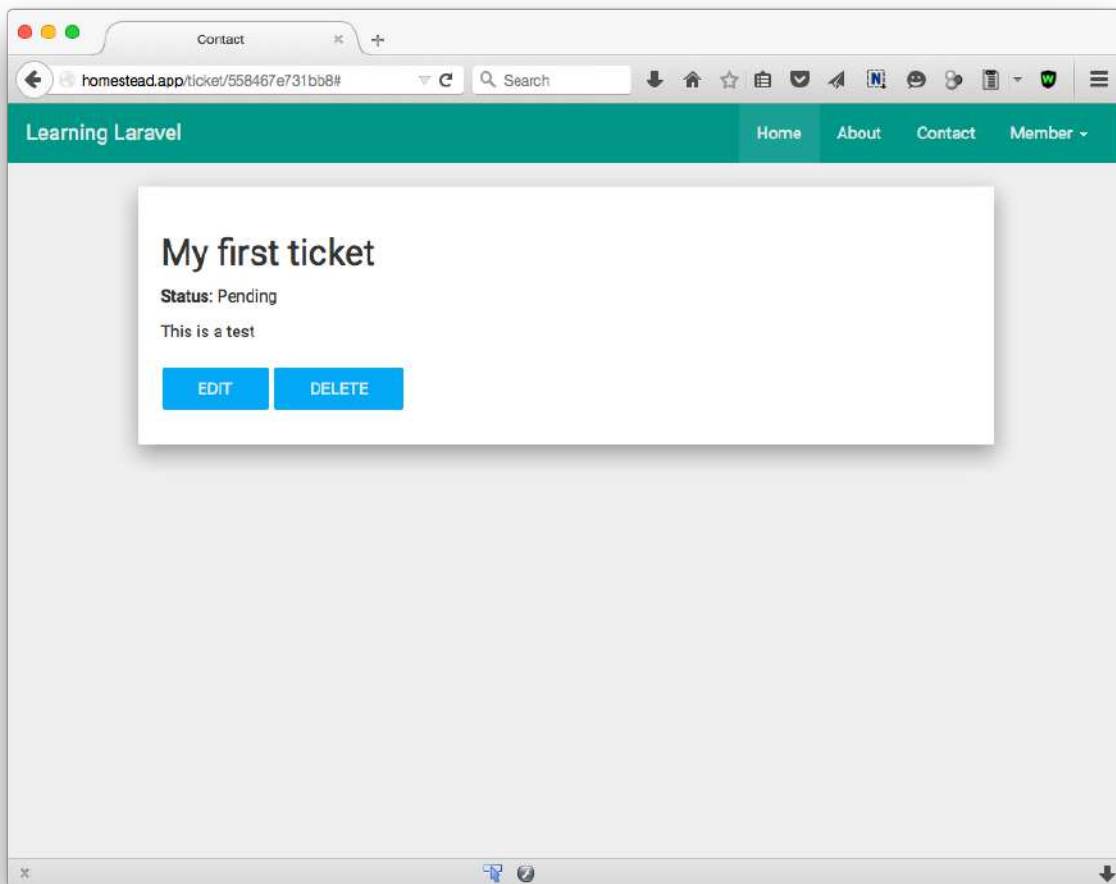 Contact
homestead.app/ticket/558467e731bb8#
Search
Learning Laravel
Home
About
Contact
Member
My first ticket
Status: Pending
This is a test
EDIT
DELETE